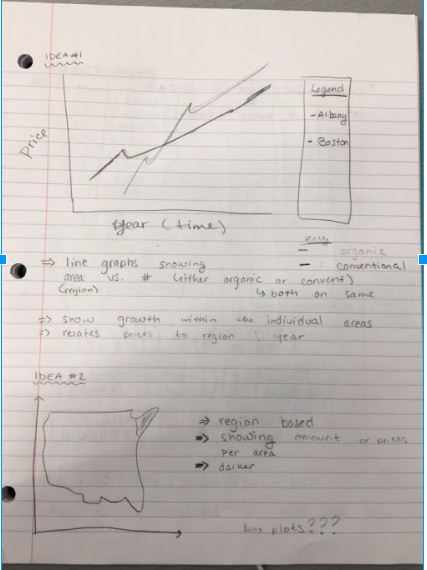 IDEA #1
Legend
- Albany
- Boston
Price
Year (time)
Key
- organic
- conventional
⇒ line graphs showing
area vs. # (either organic or convent)
(region)
↳ both on same
⇒ show growth within the individual areas
⇒ relates prices to region : year
IDEA #2
⇒ region based
⇒ showing amount or prices
per area
⇒ darker
box plots???